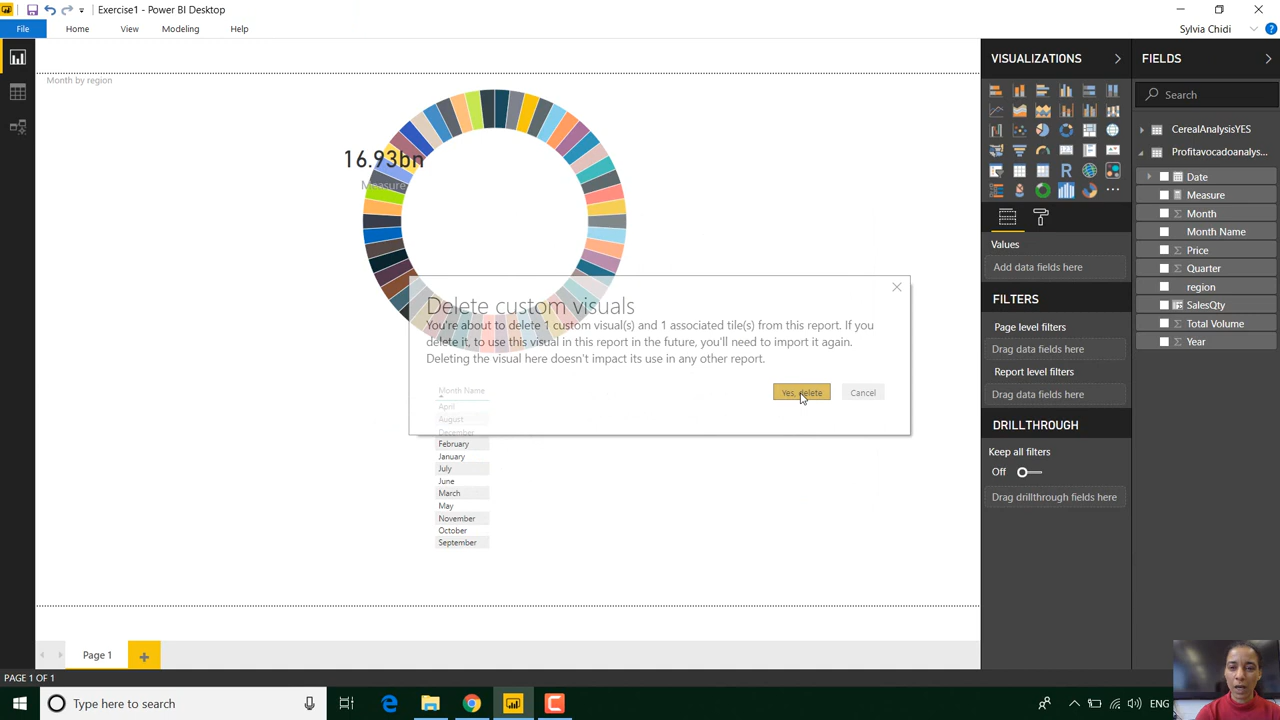 Exercise1 - Power BI Desktop
Sylvia Chidi
File
Home
View
Modeling
Help
Month by region
16.93bn
Measure
Delete custom visuals
You're about to delete 1 custom visual(s) and 1 associated tile(s) from this report. If you
delete it, to use this visual in this report in the future, you'll need to import it again.
Deleting the visual here doesn't impact its use in any other report.
Yes, delete
Cancel
Month Name
April
August
December
February
January
July
June
March
May
November
October
September
VISUALIZATIONS
Values
Add data fields here
FILTERS
Page level filters
Drag data fields here
Report level filters
Drag data fields here
DRILLTHROUGH
Keep all filters
Off
Drag drillthrough fields here
FIELDS
Search
CerealAnalysisYES
Profitavocadoanaly...
Date
Measure
Month
Month Name
Price
Quarter
region
SalesQty
Total Volume
Year
Page 1
PAGE 1 OF 1
Type here to search
ENG